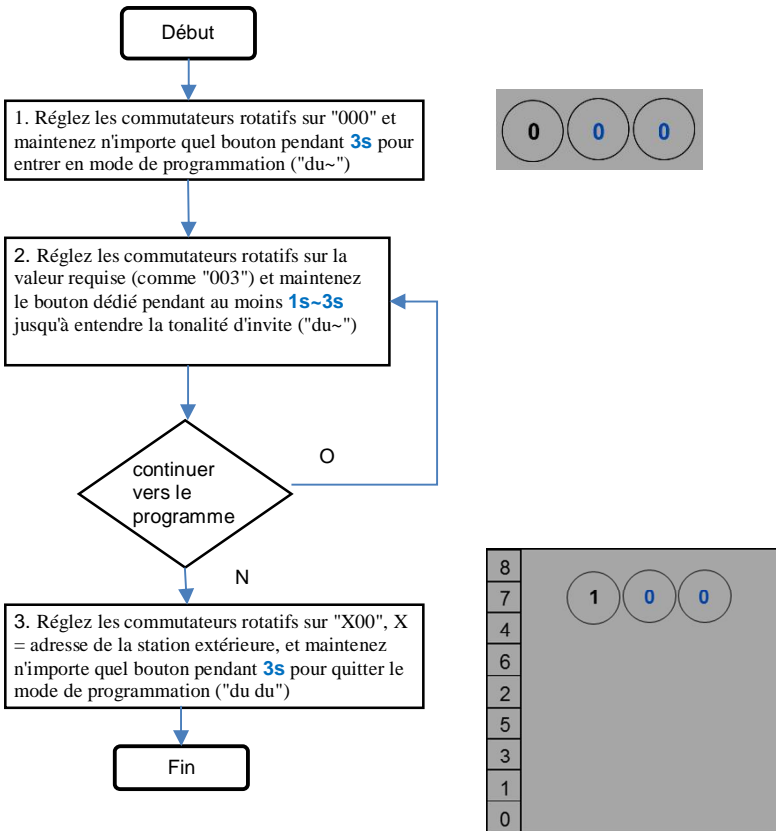 Début
1. Réglez les commutateurs rotatifs sur "000" et
maintenez n'importe quel bouton pendant 3s pour
entrer en mode de programmation ("du~")
0 0 0
2. Réglez les commutateurs rotatifs sur la
valeur requise (comme "003") et maintenez
le bouton dédié pendant au moins 1s~3s
jusqu'à entendre la tonalité d'invite ("du~")
continuer
vers le
programme
O
N
3. Réglez les commutateurs rotatifs sur "X00", X
= adresse de la station extérieure, et maintenez
n'importe quel bouton pendant 3s pour quitter le
mode de programmation ("du du")
Fin
8
7
4
6
2
5
3
1
0
1 0 0